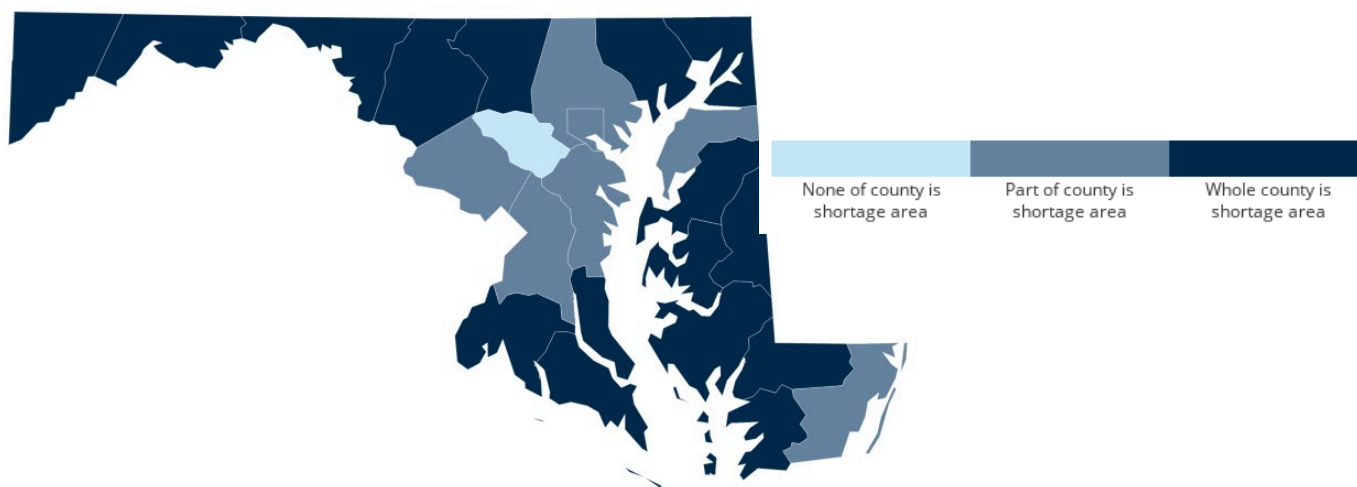 None of county is
shortage area
Part of county is
shortage area
Whole county is
shortage area